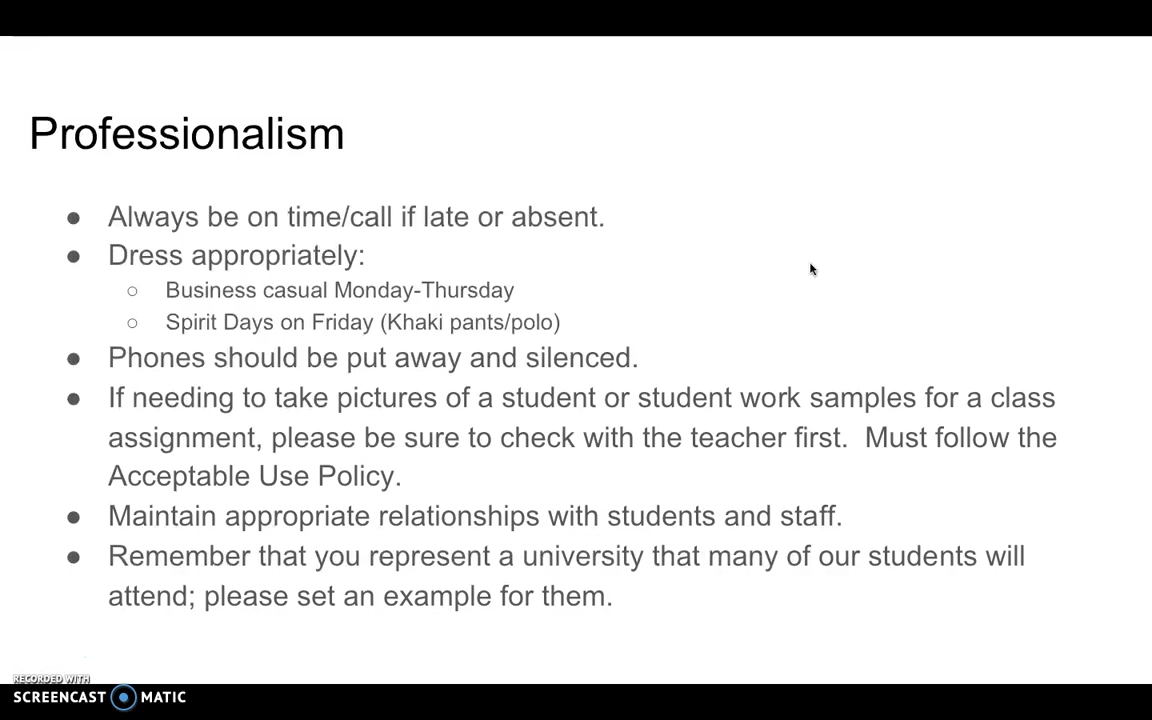 Professionalism
● Always be on time/call if late or absent.
● Dress appropriately:
○ Business casual Monday-Thursday
○ Spirit Days on Friday (Khaki pants/polo)
● Phones should be put away and silenced.
● If needing to take pictures of a student or student work samples for a class
assignment, please be sure to check with the teacher first.  Must follow the
Acceptable Use Policy.
● Maintain appropriate relationships with students and staff.
● Remember that you represent a university that many of our students will
attend; please set an example for them.
RECORDED WITH
SCREENCAST MATIC